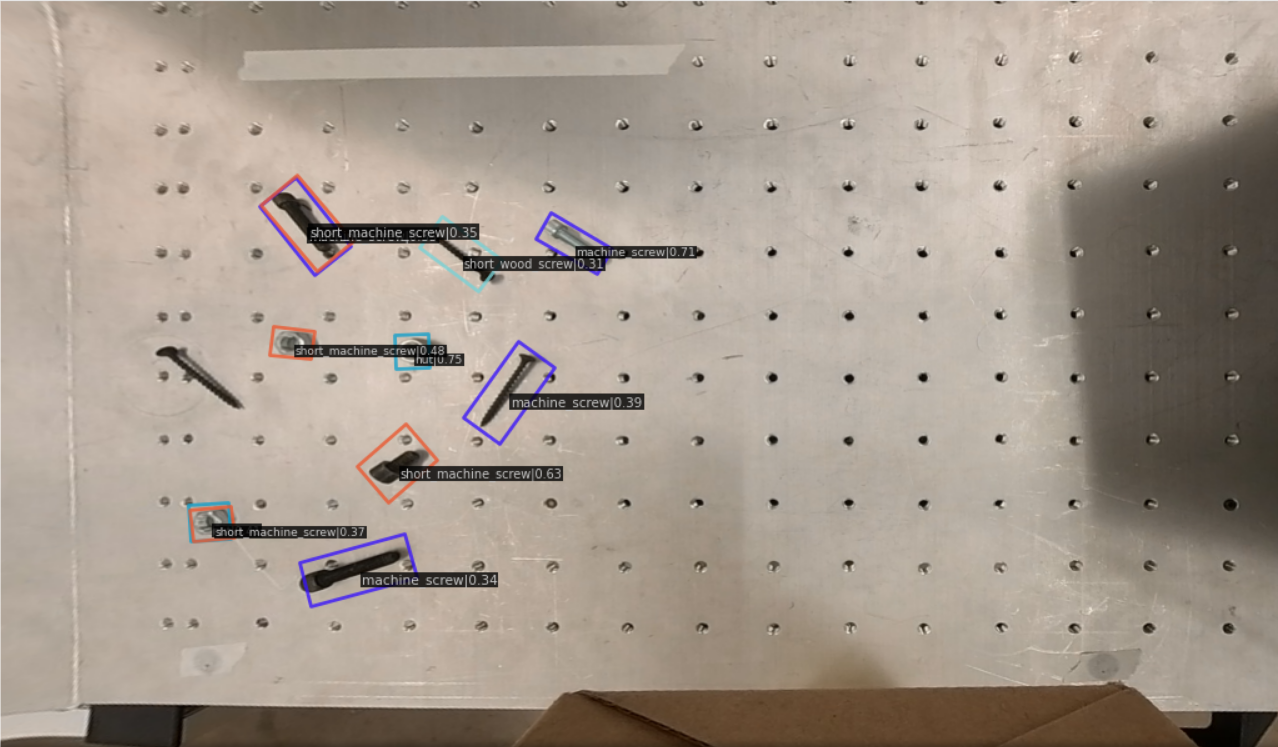 short_machine_screw|0.35
machine_screw|0.71
short_wood_screw|0.31
short_machine_screw|0.48
nut|0.75
machine_screw|0.39
short_machine_screw|0.63
short_machine_screw|0.37
machine_screw|0.34